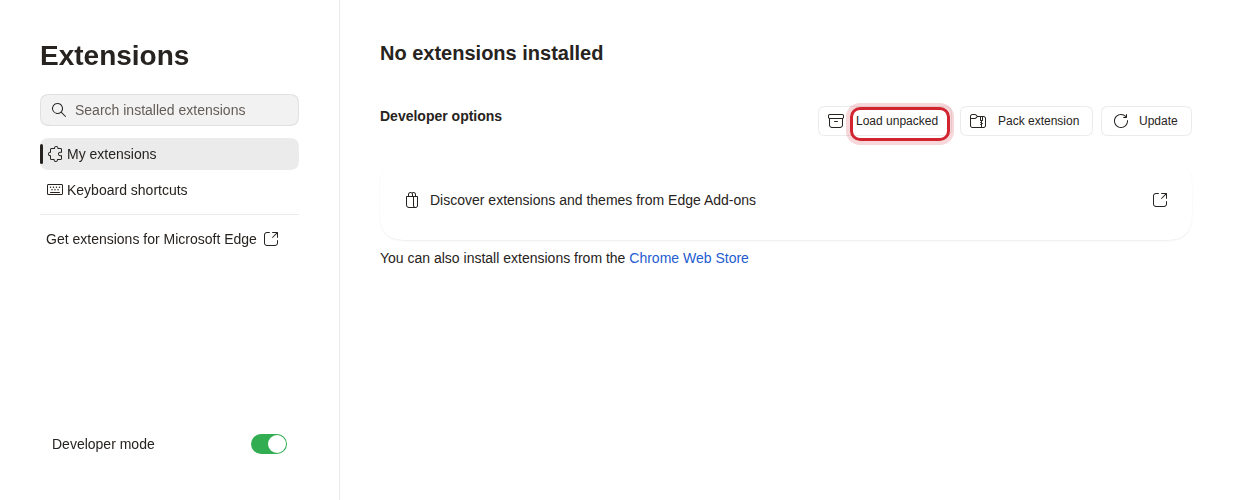 Extensions
Search installed extensions
My extensions
Keyboard shortcuts
Get extensions for Microsoft Edge
Developer mode
No extensions installed
Developer options
Load unpacked
Pack extension
Update
Discover extensions and themes from Edge Add-ons
You can also install extensions from the Chrome Web Store